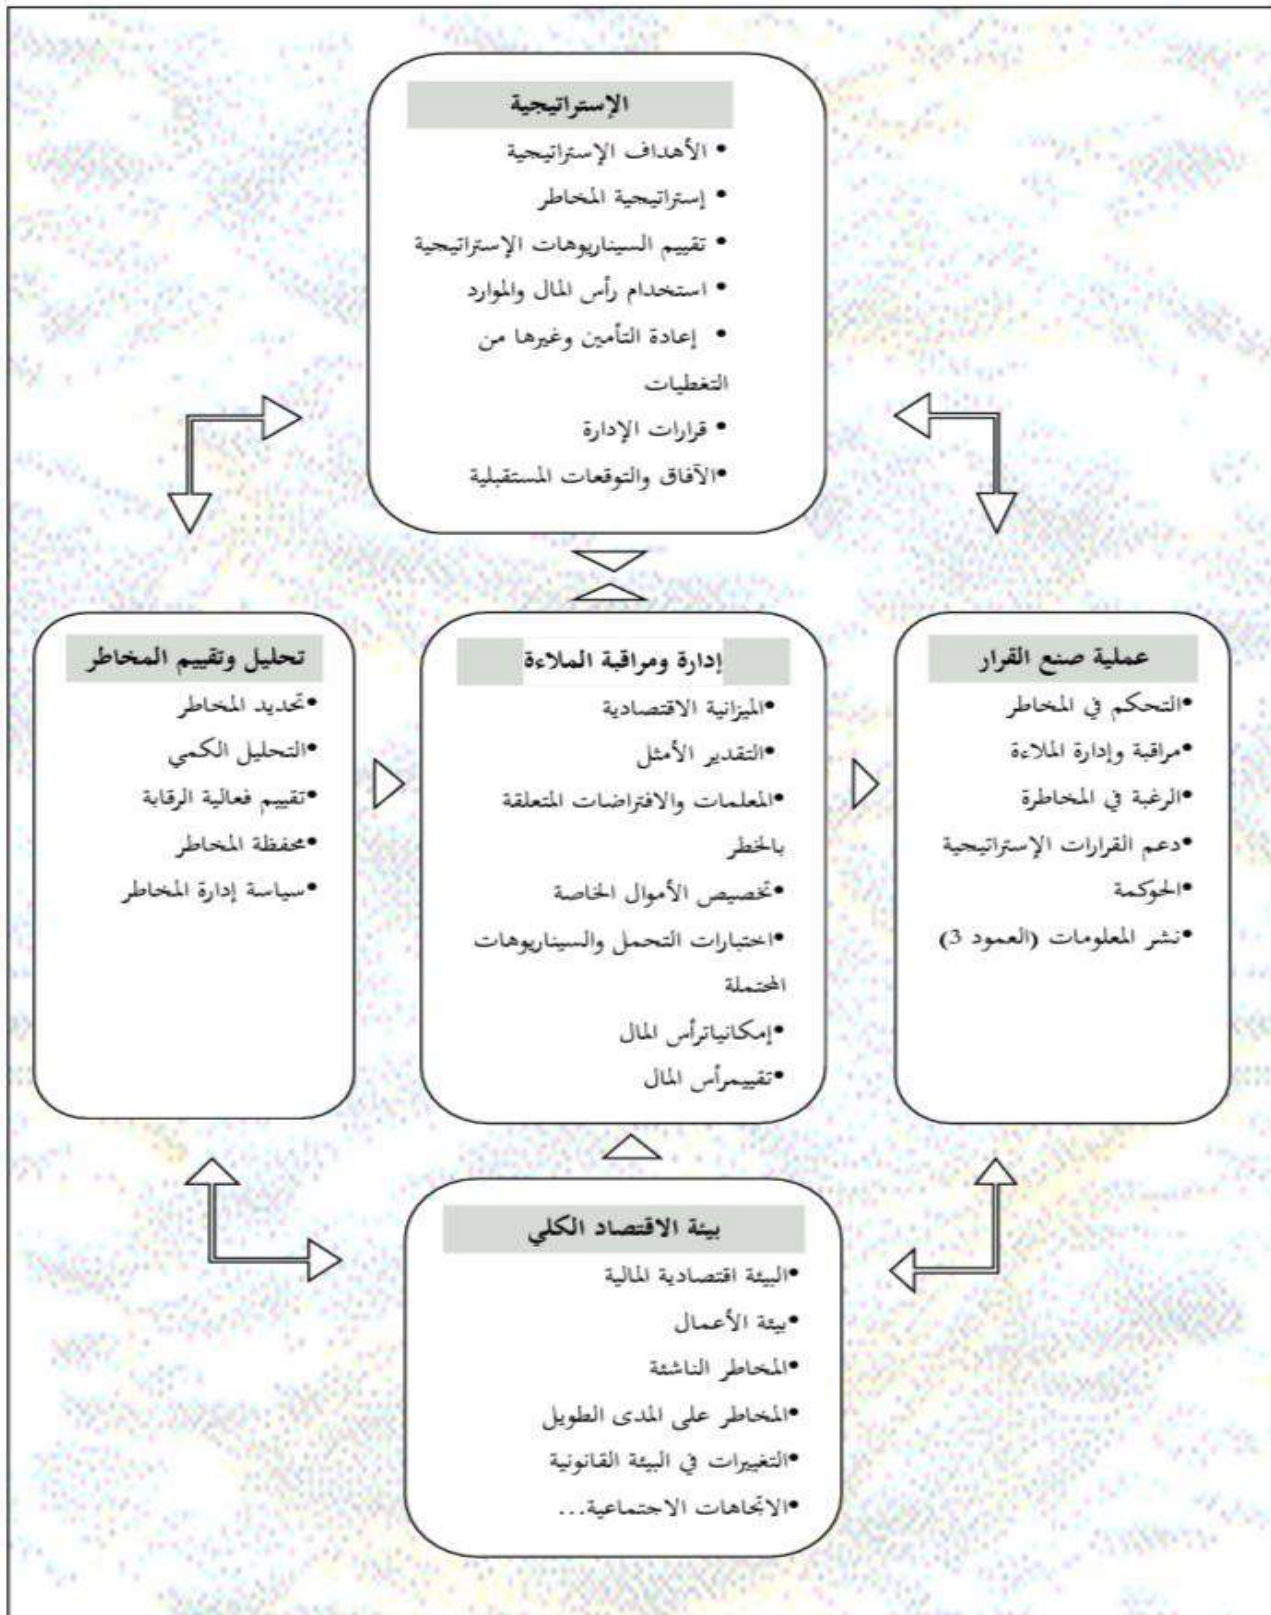 الإستراتيجية
•الأهداف الإستراتيجية
• إستراتيجية المخاطر
• تقييم السيناريوهات الإستراتيجية
• استخدام رأس المال والموارد
• إعادة التأمين وغيرها من
التغطيات
• قرارات الإدارة
•الآفاق والتوقعات المستقبلية
عملية صنع القرار
•التحكم في المخاطر
•مراقبة وإدارة الملاءة
•الرغبة في المخاطرة
•دعم القرارات الإستراتيجية
•الحوكمة
•نشر المعلومات (العمود 3)
إدارة ومراقبة الملاءة
•الميزانية الاقتصادية
•التقدير الأمثل
•المعلمات والافتراضات المتعلقة
بالخطر
•تخصيص الأموال الخاصة
•اختبارات التحمل والسيناريوهات
المحتملة
•إمكانياترأس المال
•تقييمرأس المال
تحليل وتقييم المخاطر
•تحديد المخاطر
•التحليل الكمي
•تقييم فعالية الرقابة
•محفظة المخاطر
•سياسة إدارة المخاطر
بيئة الاقتصاد الكلي
•البيئة اقتصادية المالية
•بيئة الأعمال
•المخاطر الناشئة
•المخاطر على المدى الطويل
•التغييرات في البيئة القانونية
•الاتجاهات الاجتماعية...